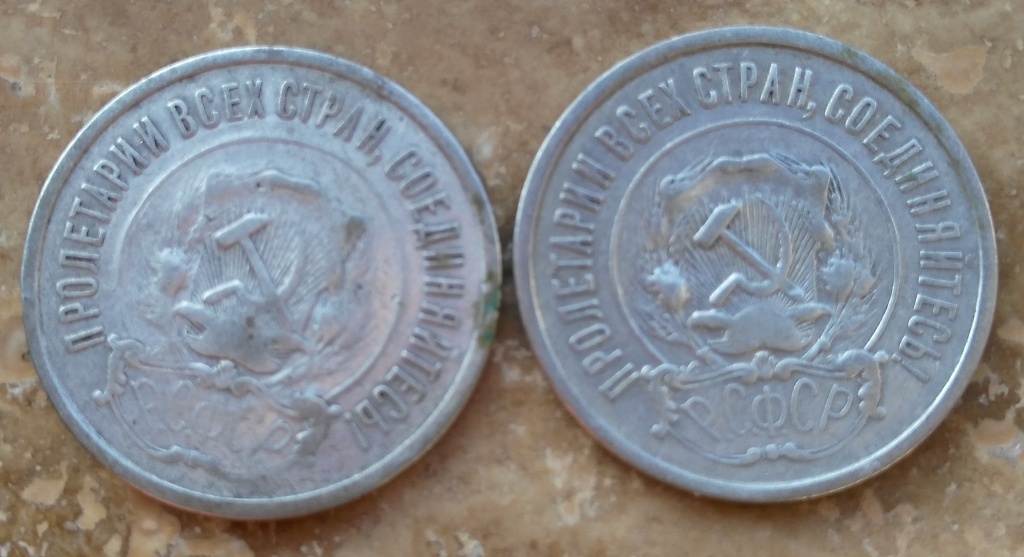 ПРОЛЕТАРИИ ВСЕХ СТРАН, СОЕДИНЯЙТЕСЬ!
РСФСР
ПРОЛЕТАРИИ ВСЕХ СТРАН, СОЕДИНЯЙТЕСЬ!
РСФСР